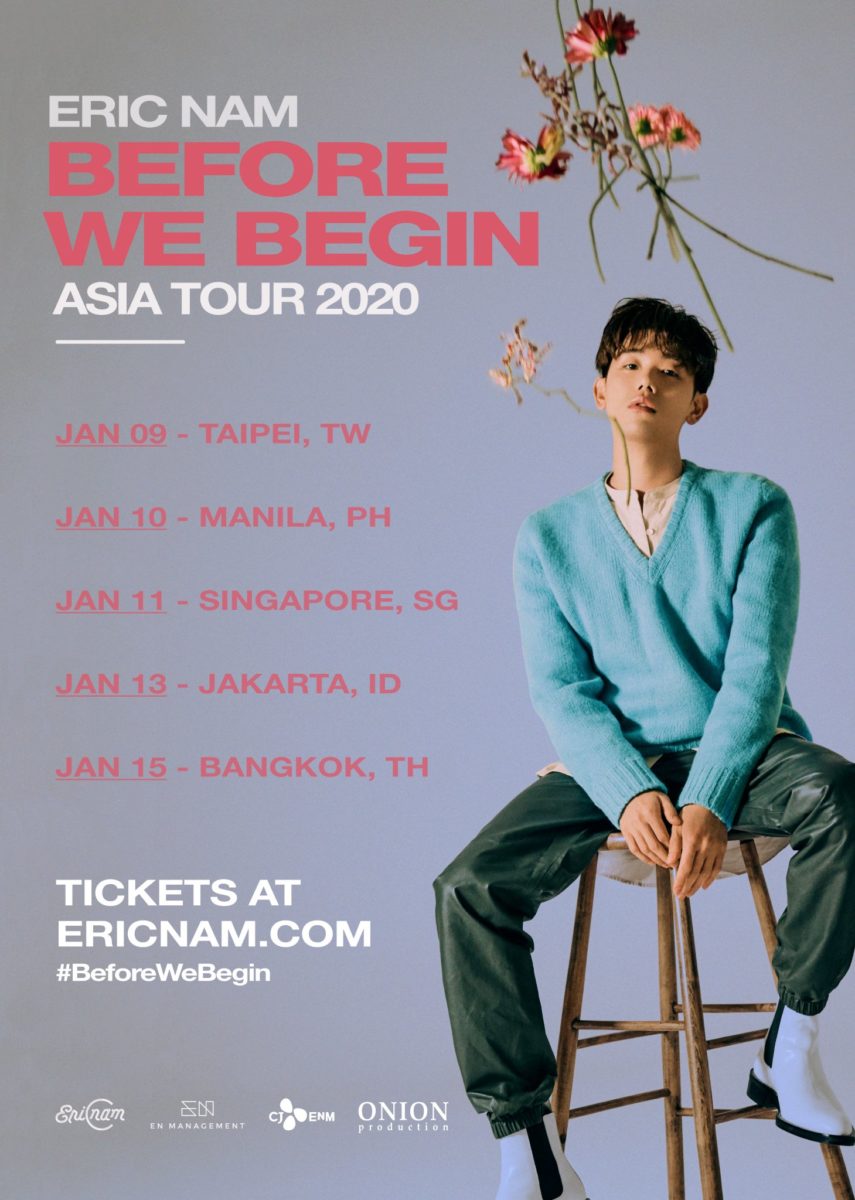 ERIC NAM
BEFORE
WE BEGIN
ASIA TOUR 2020
JAN 09 - TAIPEI, TW
JAN 10 - MANILA, PH
JAN 11 - SINGAPORE, SG
JAN 13 - JAKARTA, ID
JAN 15 - BANGKOK, TH
TICKETS AT
ERICNAM.COM
#BeforeWeBegin
EricNam
EN
EN MANAGEMENT
CJ ENM
ONION
production